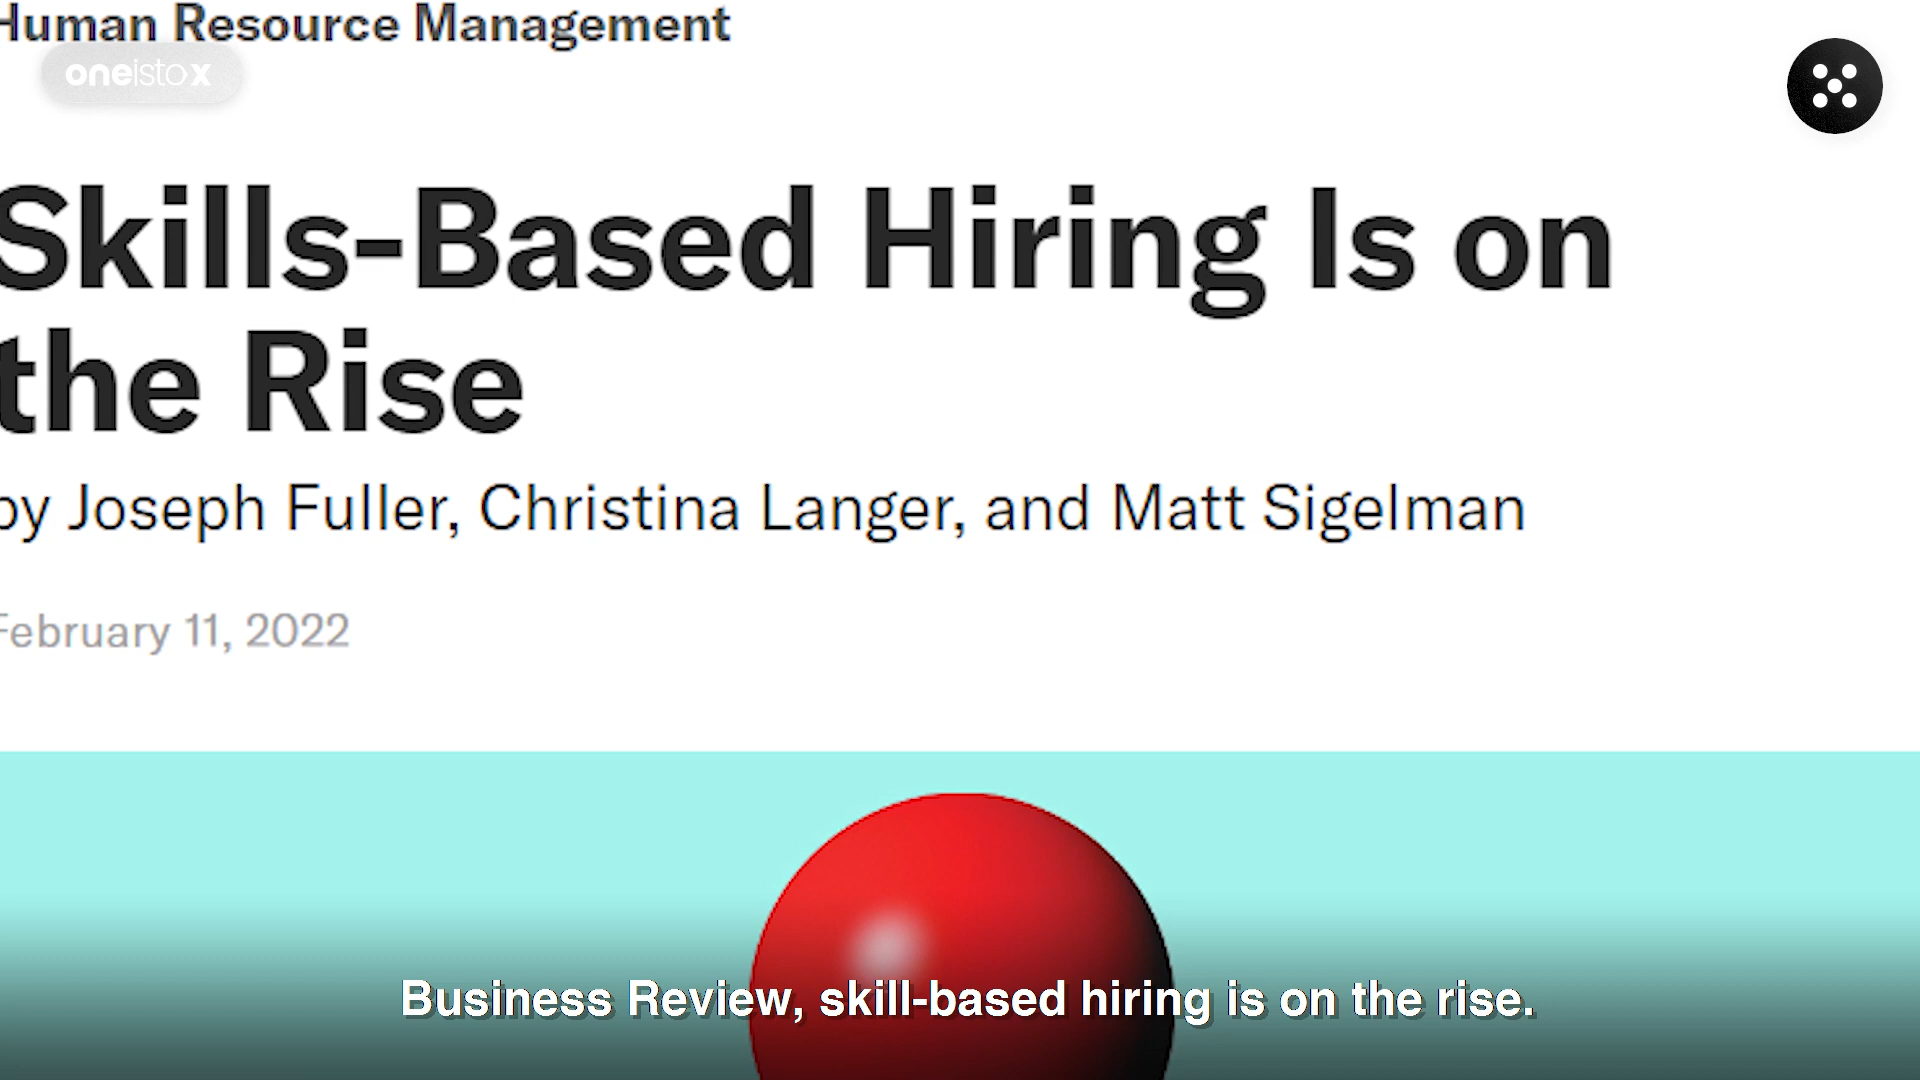 Human Resource Management
oneistox
Skills-Based Hiring Is on
the Rise
by Joseph Fuller, Christina Langer, and Matt Sigelman
February 11, 2022
Business Review, skill-based hiring is on the rise.